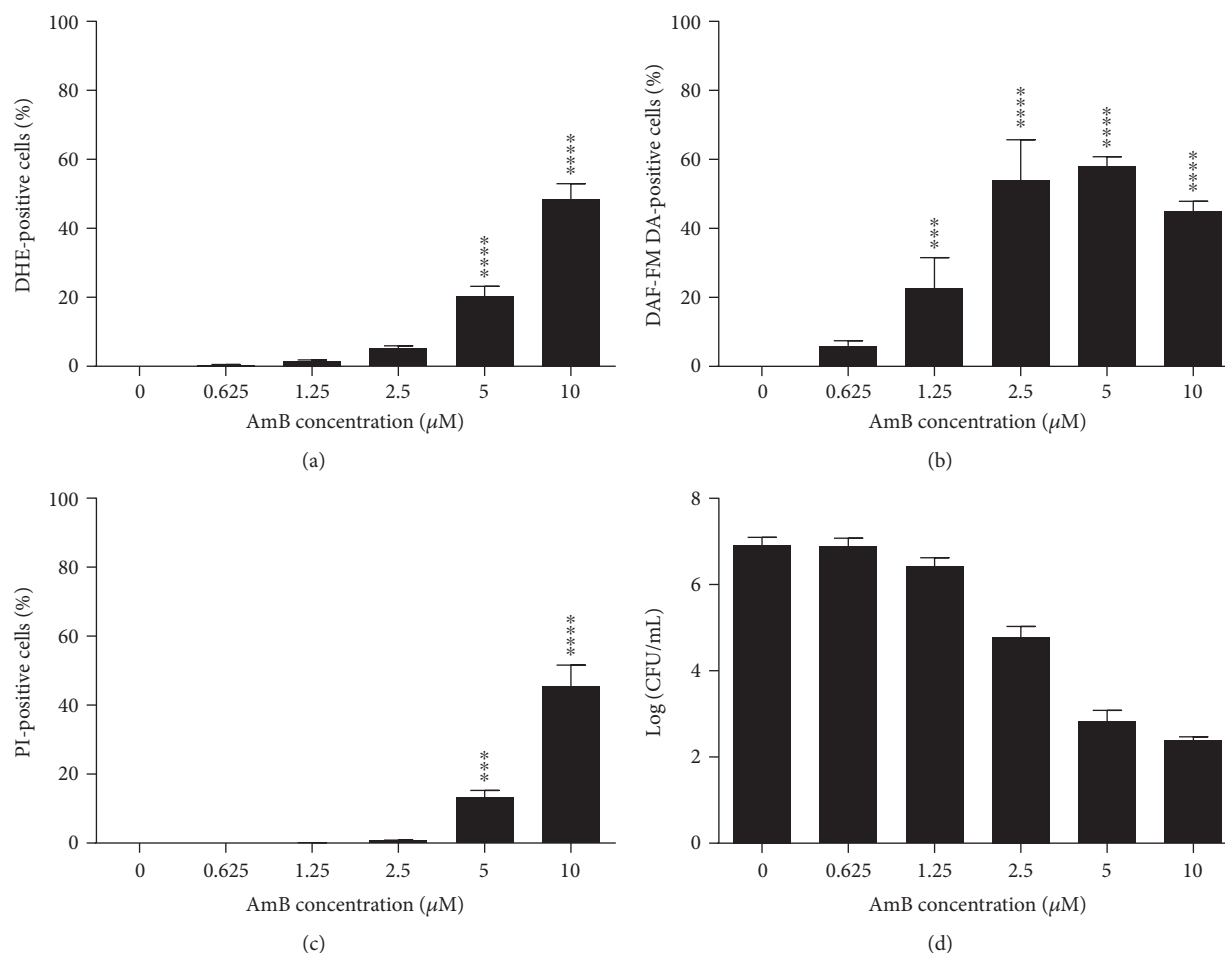 100
80
60
40
20
0
DHE-positive cells (%)
****
****
0 0.625 1.25 2.5 5 10
AmB concentration (μM)
(a)
100
80
60
40
20
0
DAF-FM DA-positive cells (%)
***
****
****
****
0 0.625 1.25 2.5 5 10
AmB concentration (μM)
(b)
100
80
60
40
20
0
PI-positive cells (%)
***
****
0 0.625 1.25 2.5 5 10
AmB concentration (μM)
(c)
8
6
4
2
0
Log (CFU/mL)
0 0.625 1.25 2.5 5 10
AmB concentration (μM)
(d)